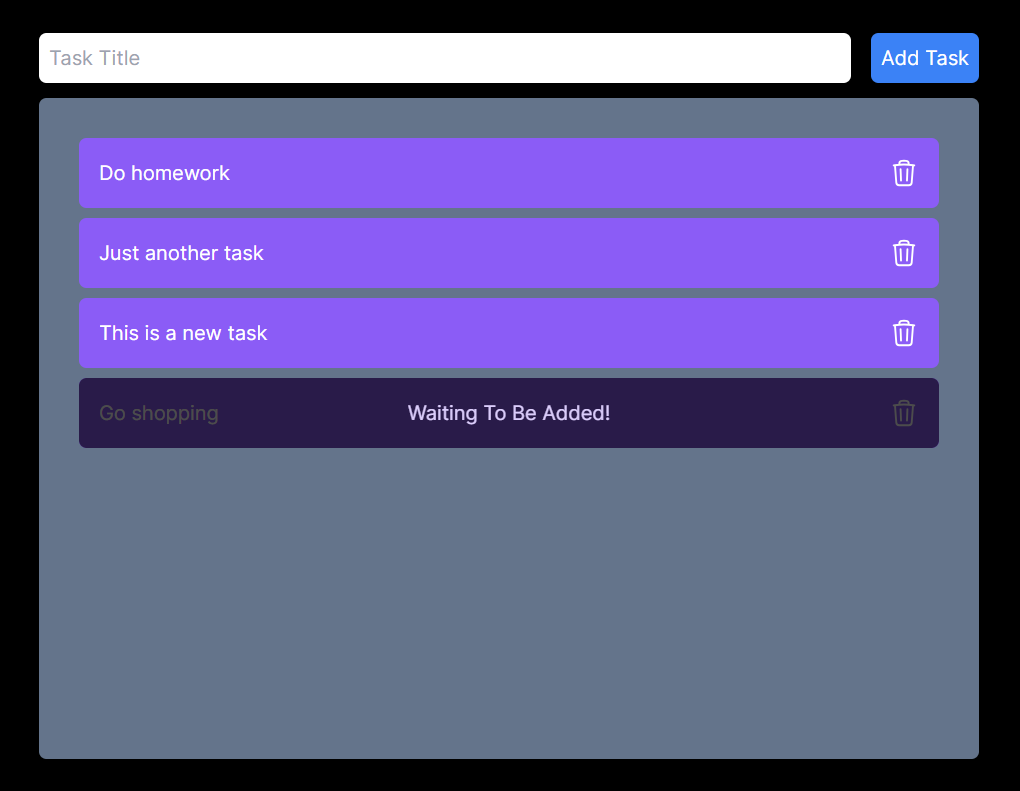 Task Title
Add Task
Do homework
Just another task
This is a new task
Go shopping
Waiting To Be Added!